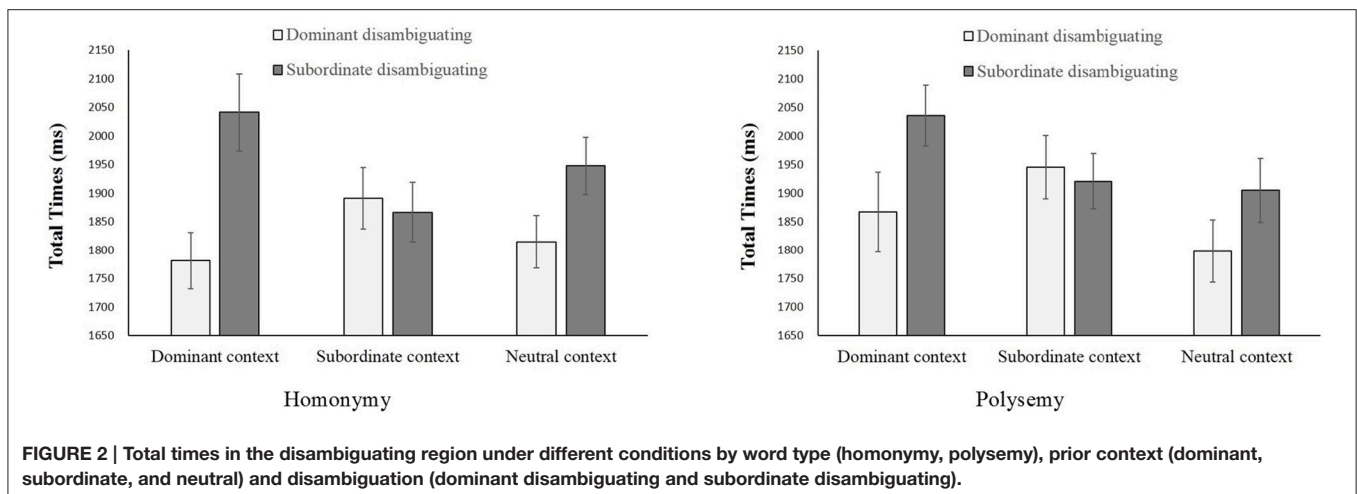 Dominant disambiguating
Subordinate disambiguating
Total Times (ms)
2150
2100
2050
2000
1950
1900
1850
1800
1750
1700
1650
Dominant context
Subordinate context
Neutral context
Homonymy
Dominant disambiguating
Subordinate disambiguating
Total Times (ms)
2150
2100
2050
2000
1950
1900
1850
1800
1750
1700
1650
Dominant context
Subordinate context
Neutral context
Polysemy
FIGURE 2 | Total times in the disambiguating region under different conditions by word type (homonymy, polysemy), prior context (dominant,
subordinate, and neutral) and disambiguation (dominant disambiguating and subordinate disambiguating).